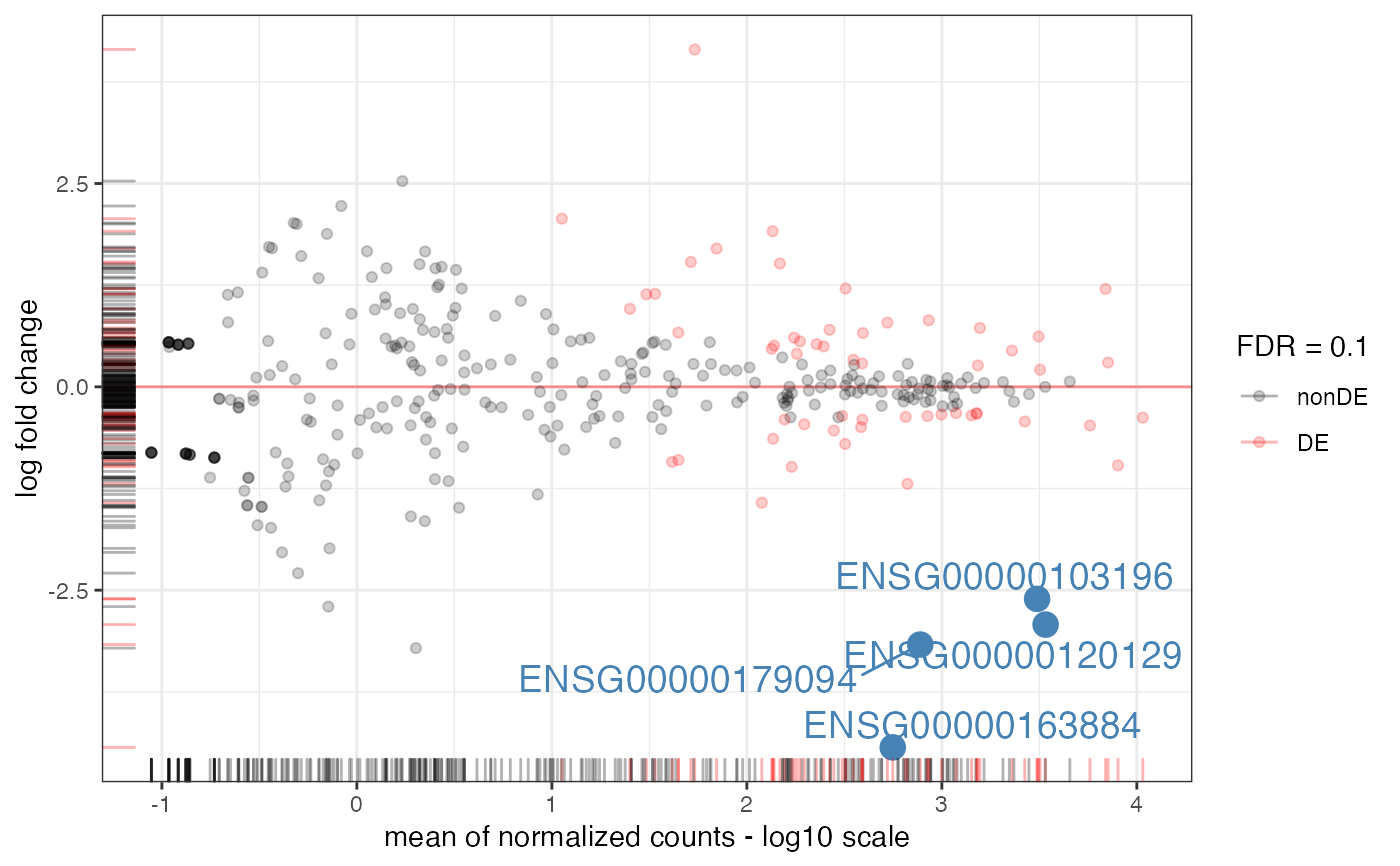 log fold change
2.5
0.0
-2.5
ENSG00000103196
ENSG00000120129
ENSG00000179094
ENSG00000163884
-1
0
1
2
3
4
mean of normalized counts - log10 scale
FDR = 0.1
nonDE
DE